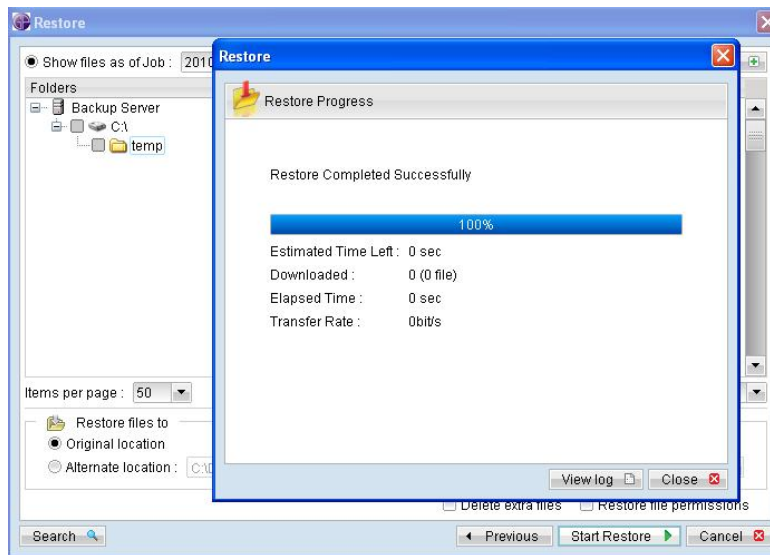 Restore
Show files as of Job : 2010
Folders
Backup Server
C:\
temp
Items per page : 50
Restore files to
Original location
Alternate location :
Restore
Restore Progress
Restore Completed Successfully
100%
Estimated Time Left : 0 sec
Downloaded : 0 (0 file)
Elapsed Time : 0 sec
Transfer Rate : 0bit/s
View log Close
Delete extra files Restore file permissions
Search Previous Start Restore Cancel